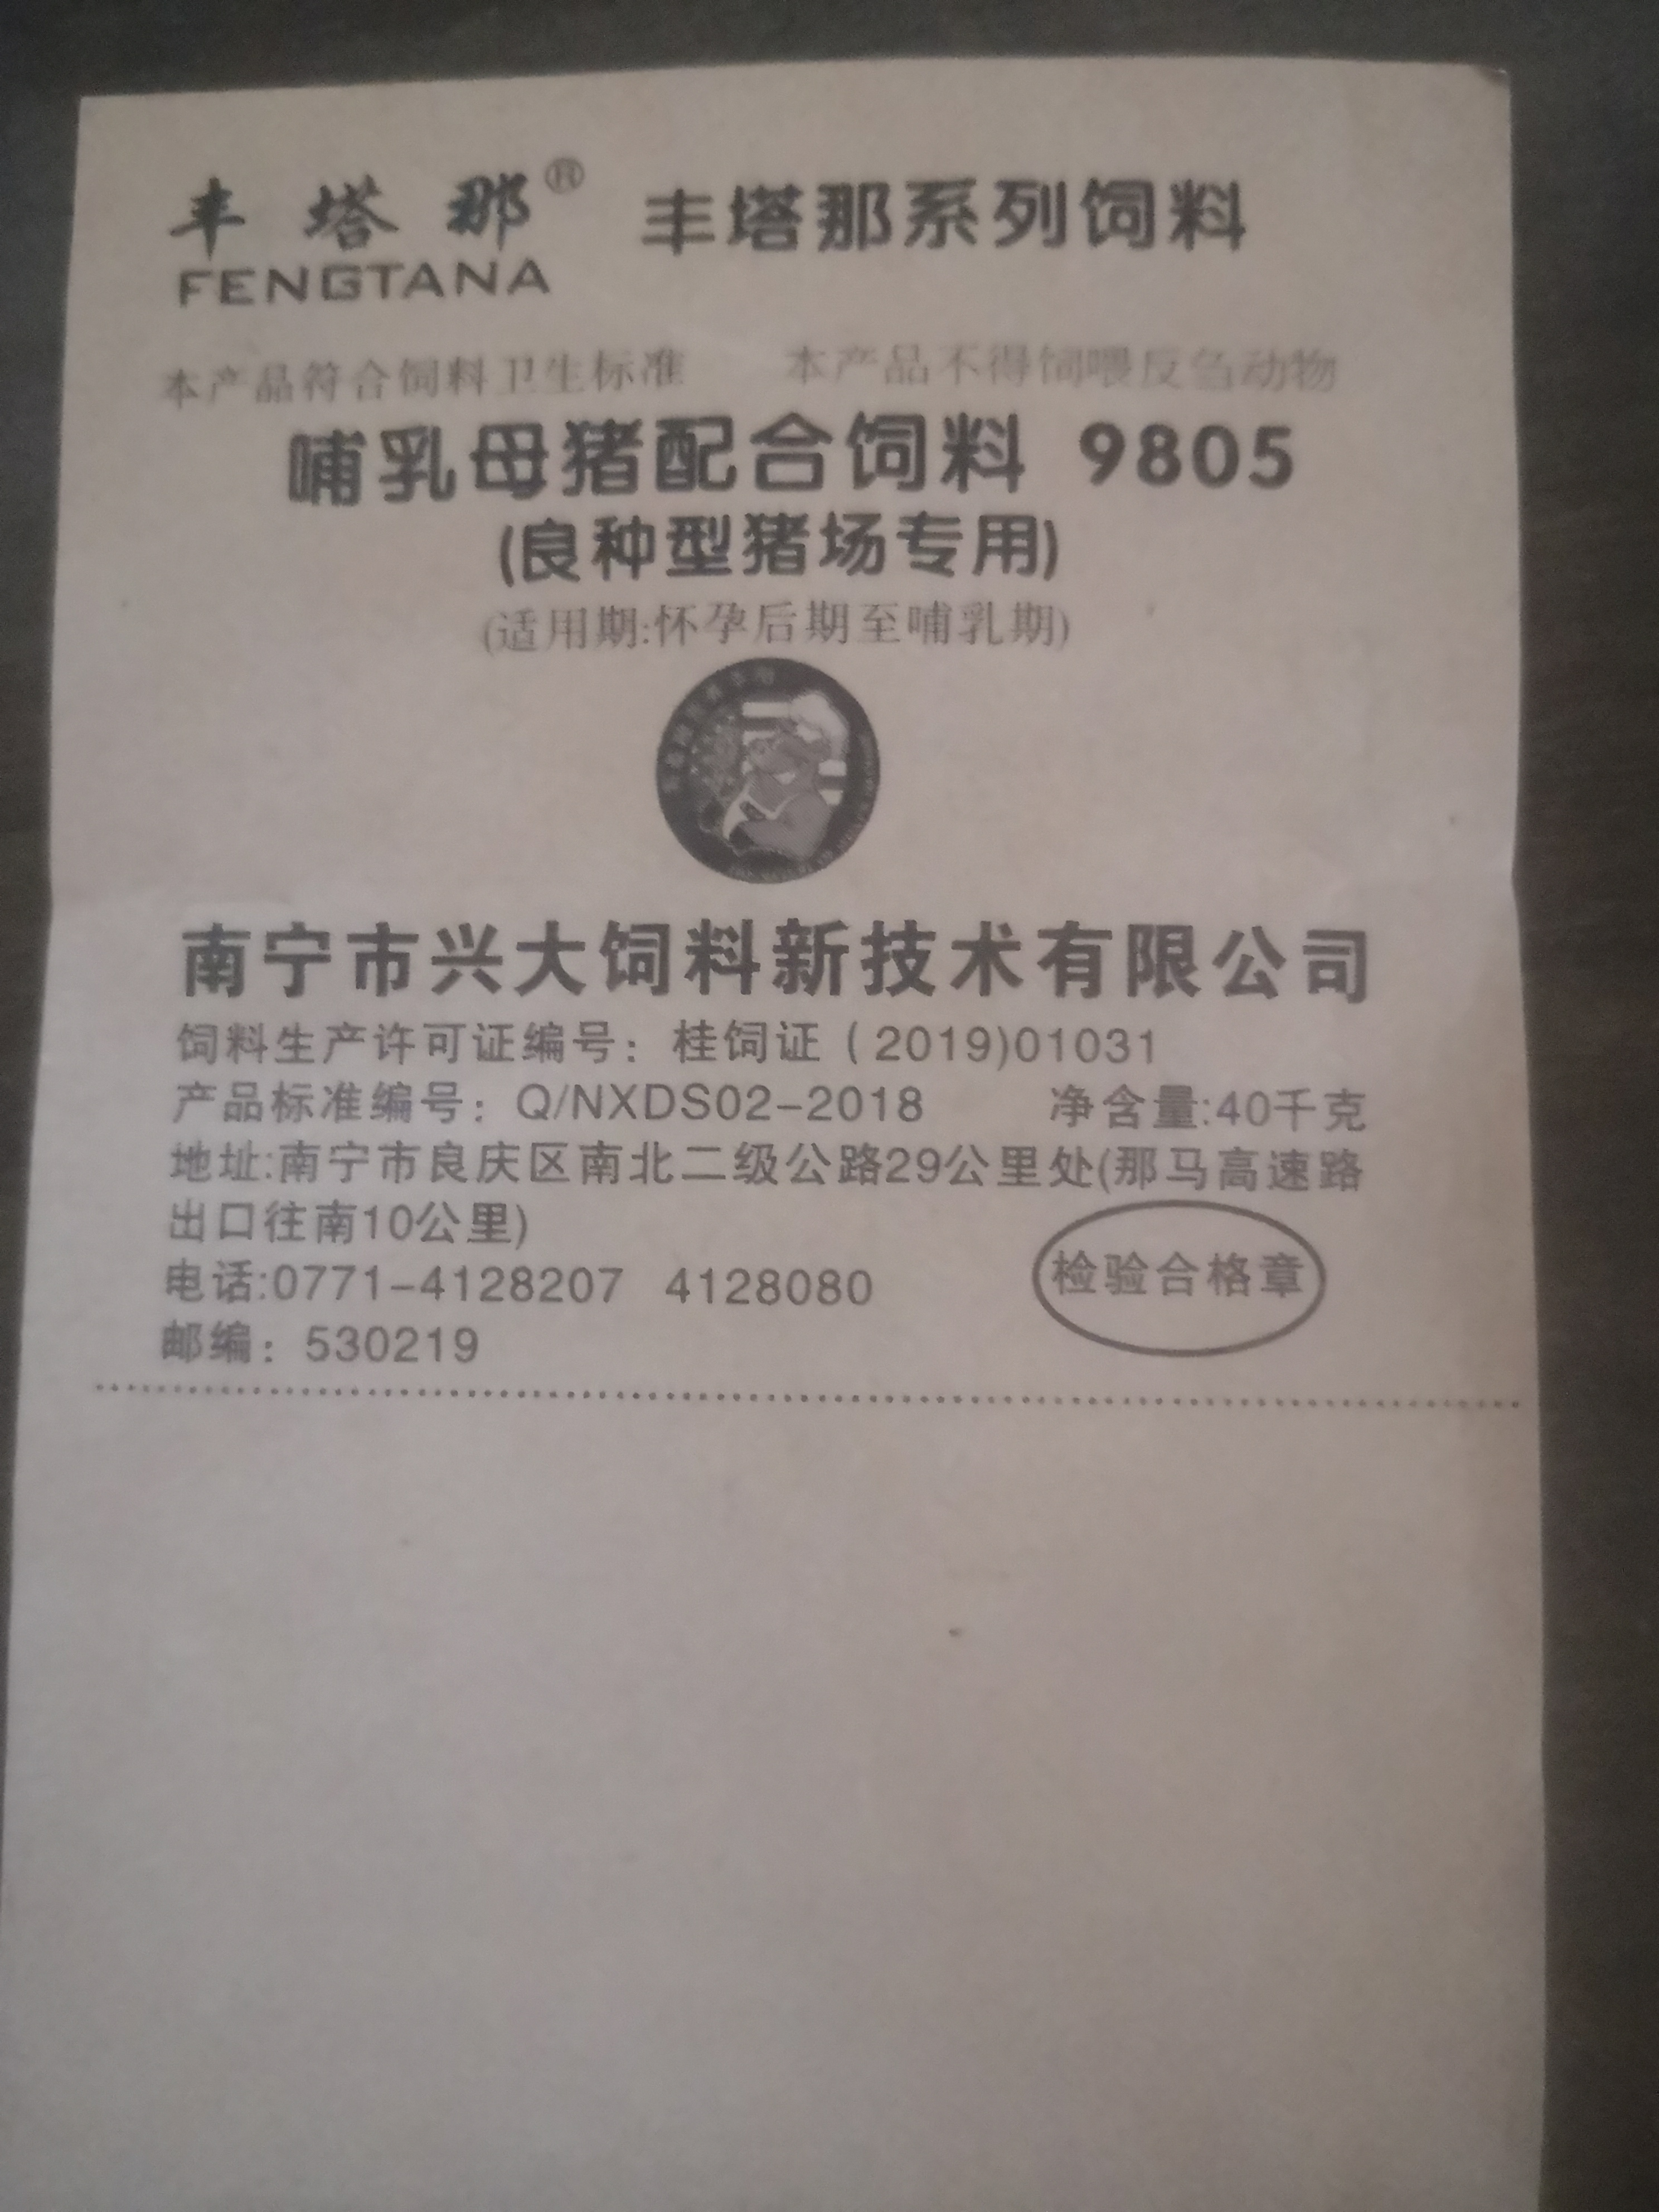 丰塔那® 丰塔那系列饲料
FENGTANA
本产品符合饲料卫生标准 本产品不得饲喂反刍动物
哺乳母猪配合饲料 9805
(良种型猪场专用)
(适用期:怀孕后期至哺乳期)
南宁市兴大饲料新技术有限公司
饲料生产许可证编号：桂饲证（2019)01031
产品标准编号：Q/NXDS02-2018 净含量:40千克
地址:南宁市良庆区南北二级公路29公里处(那马高速路
出口往南10公里)
检验合格章
电话:0771-4128207 4128080
邮编：530219